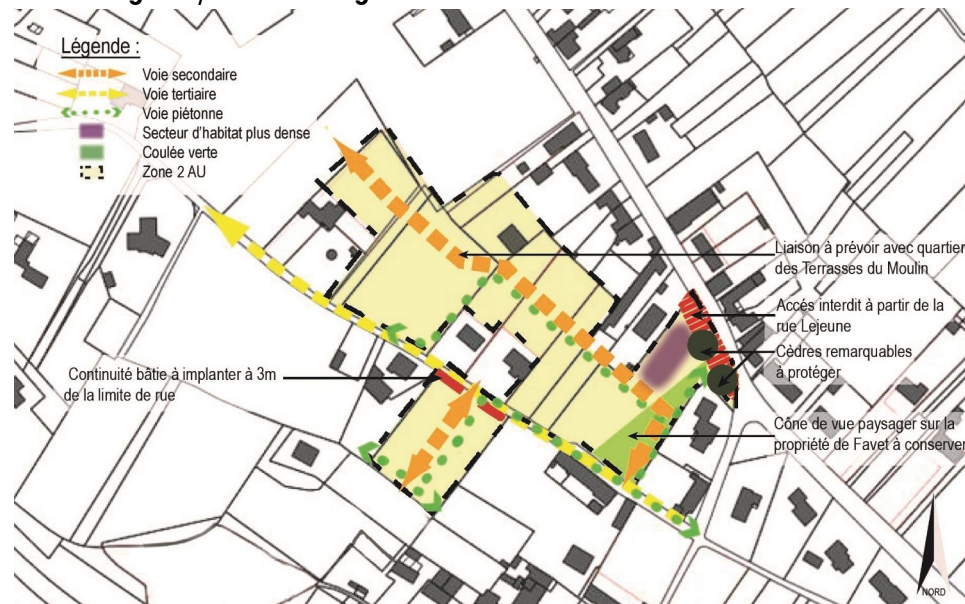 Légende :
Voie secondaire
Voie tertiaire
Voie piétonne
Secteur d'habitat plus dense
Coulée verte
Zone 2 AU
Liaison à prévoir avec quartier
des Terrasses du Moulin
Accés interdit à partir de la
rue Lejeune
Cèdres remarquables
à protéger
Continuité bâtie à implanter à 3m
de la limite de rue
Cône de vue paysager sur la
propriété de Favet à conserver
NORD